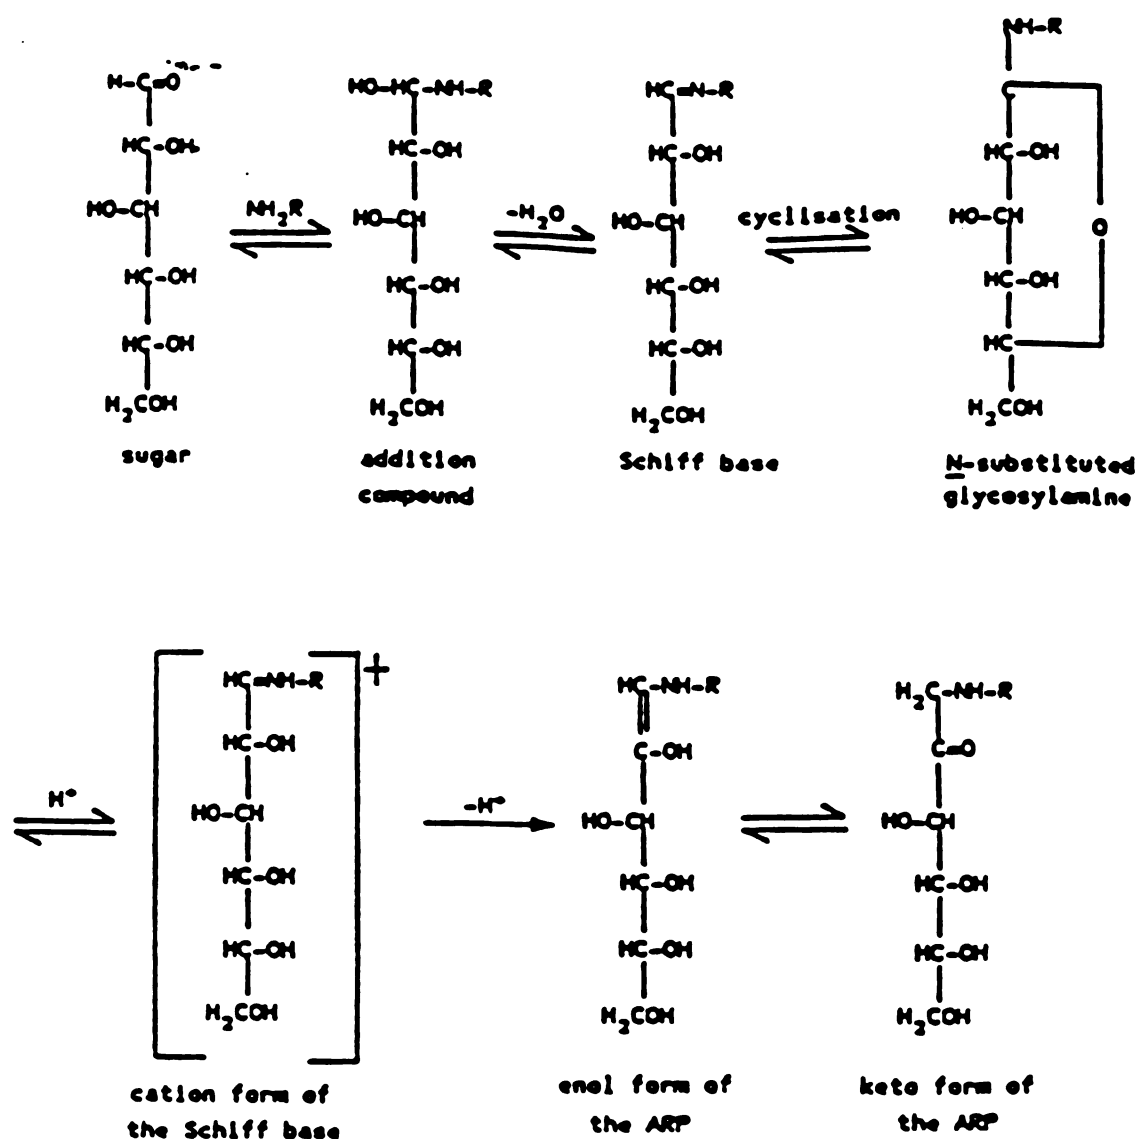 H-C=O
HC-OH
HO-CH
HC-OH
HC-OH
H2COH
sugar
NH2R
HO-HC-NH-R
HC-OH
HO-CH
HC-OH
HC-OH
H2COH
addition
compound
-H2O
HC=N-R
HC-OH
HO-CH
HC-OH
HC-OH
H2COH
Schiff base
cyclisation
NH-R
C
HC-OH
HO-CH
O
HC-OH
HC
H2COH
N-substituted
glycosylamine
H+
HC=NH-R
+
HC-OH
HO-CH
HC-OH
HC-OH
H2COH
cation form of
the Schiff base
-H+
HC-NH-R
C-OH
HO-CH
HC-OH
HC-OH
H2COH
enol form of
the ARP
H2C-NH-R
C=O
HO-CH
HC-OH
HC-OH
H2COH
keto form of
the ARP